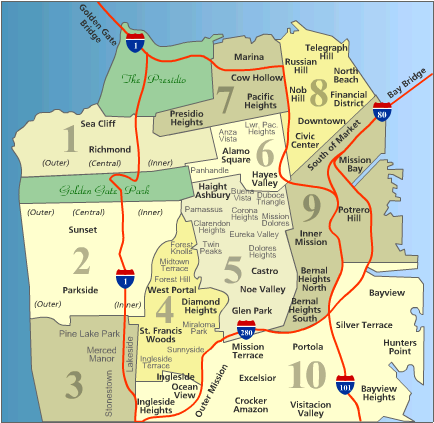 Golden Gate
Bridge
1
Telegraph
Hill
Marina
Russian
Hill
North
Beach
The Presidio
Cow Hollow
Bay Bridge
7
Pacific
Heights
Nob
Hill
8
Financial
District
80
Presidio
Heights
Downtown
Sea Cliff
1
Anza
Vista
Lwr. Pac.
Heights
Civic
Center
South of Market
Richmond
Alamo
Square
6
Mission
Bay
(Outer)
(Central)
(Inner)
Panhandle
Hayes
Valley
Golden Gate Park
Haight
Ashbury
Buena
Vista
Duboce
Triangle
9
(Outer)
(Central)
(Inner)
Parnassus
Corona
Heights
Mission
Dolores
Potrero
Hill
Sunset
Clarendon
Heights
Eureka Valley
Inner
Mission
Forest
Knolls
Twin
Peaks
Dolores
Heights
2
Midtown
Terrace
5
Castro
1
Forest Hill
Bernal
Heights
North
Parkside
West Portal
Noe Valley
Bayview
(Outer)
(Inner)
4
Diamond
Heights
Glen Park
Bernal
Heights
South
Silver Terrace
Pine Lake Park
St. Francis
Woods
Miraloma
Park
280
Hunters
Point
Merced
Manor
Lakeside
Sunnyside
Mission
Terrace
Portola
Ingleside
Terrace
3
Stonestown
Ingleside
Ocean
View
Outer Mission
Excelsior
10
101
Bayview
Heights
Ingleside
Heights
Crocker
Amazon
Visitacion
Valley